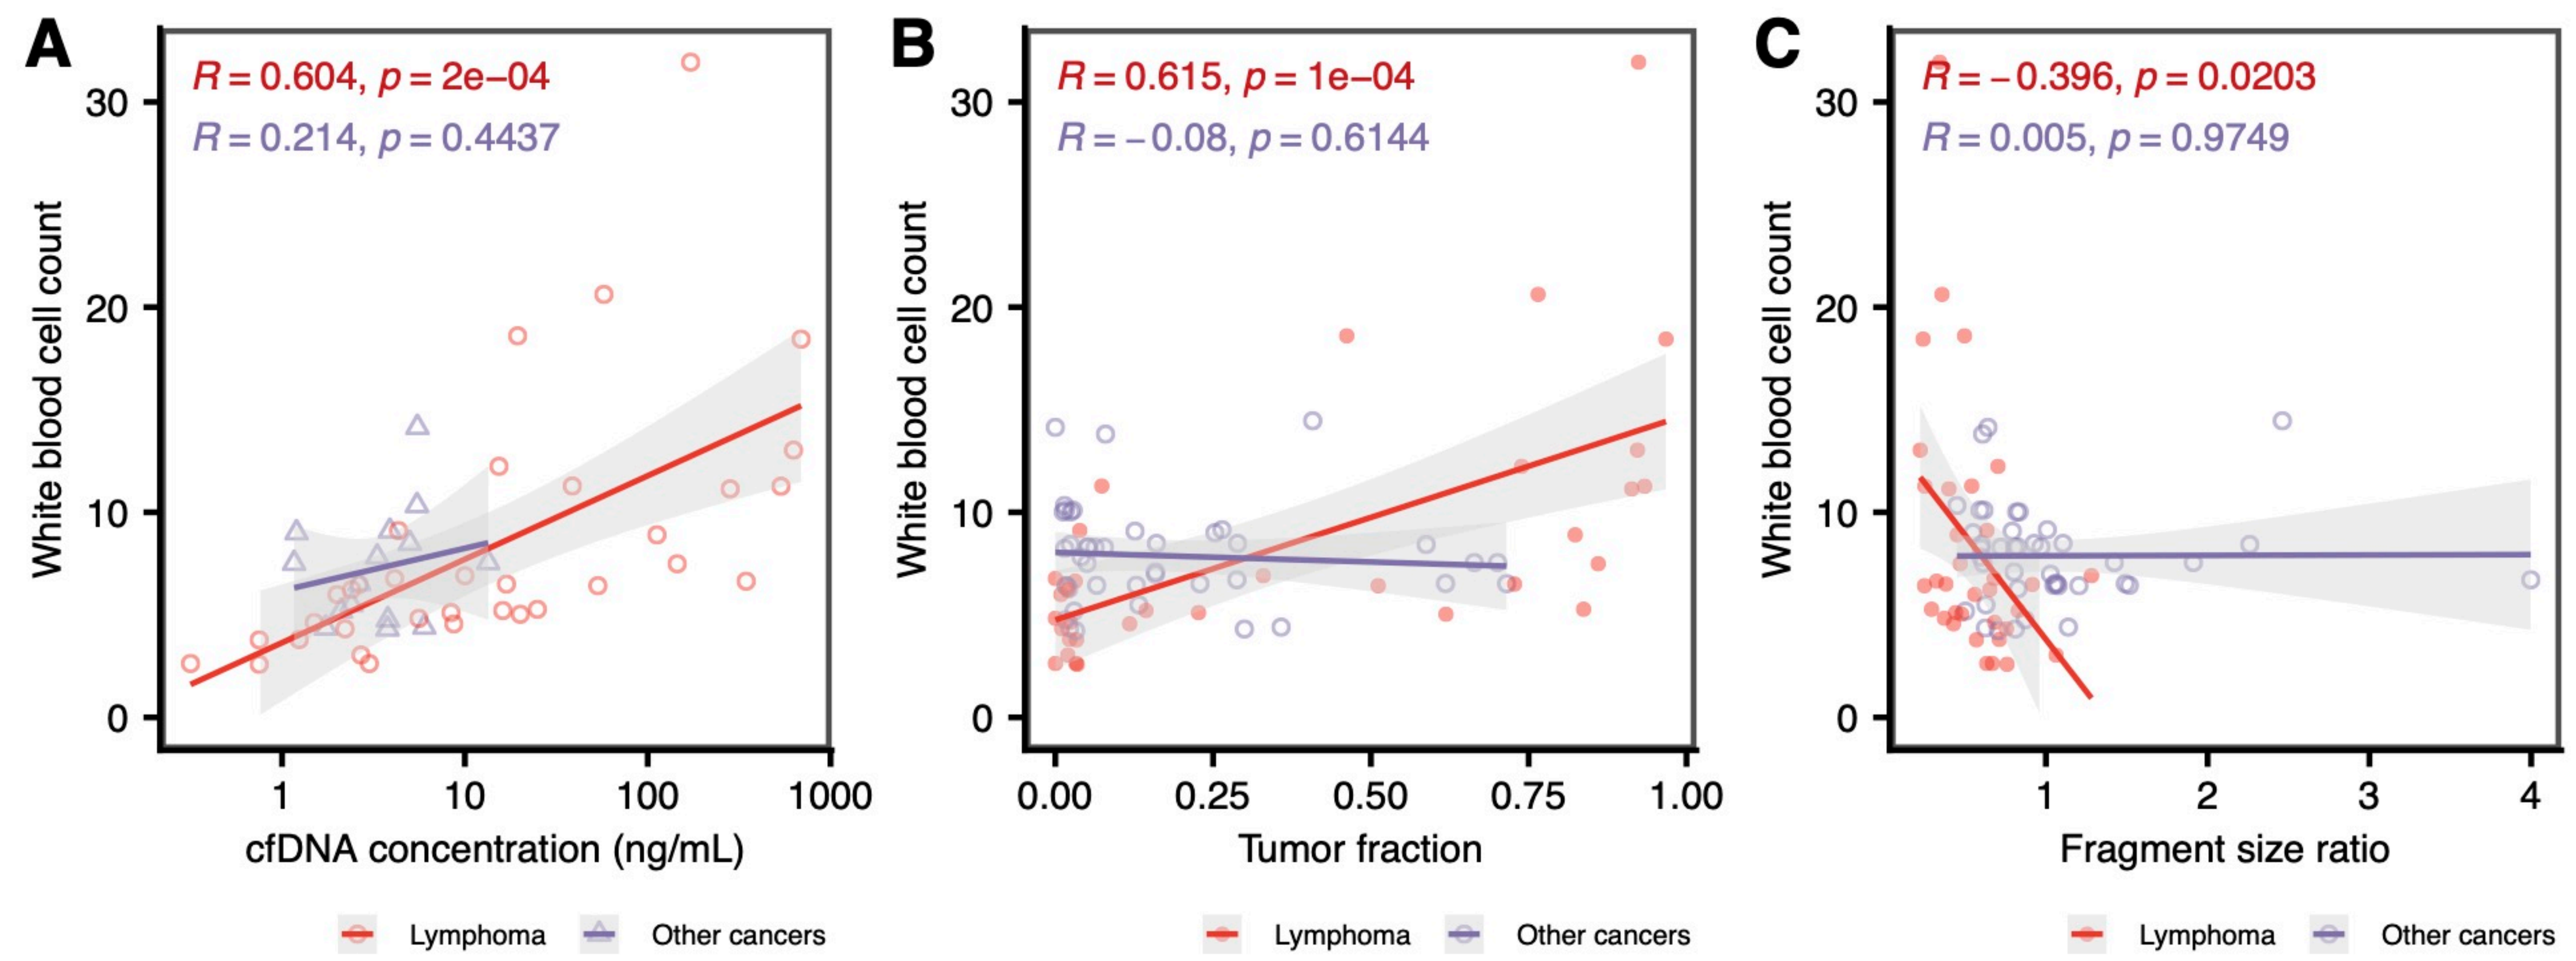 A
R = 0.604, p = 2e−04
R = 0.214, p = 0.4437
White blood cell count
30
20
10
0
1 10 100 1000
cfDNA concentration (ng/mL)
Lymphoma Other cancers
B
R = 0.615, p = 1e−04
R = −0.08, p = 0.6144
White blood cell count
30
20
10
0
0.00 0.25 0.50 0.75 1.00
Tumor fraction
Lymphoma Other cancers
C
R = −0.396, p = 0.0203
R = 0.005, p = 0.9749
White blood cell count
30
20
10
0
1 2 3 4
Fragment size ratio
Lymphoma Other cancers